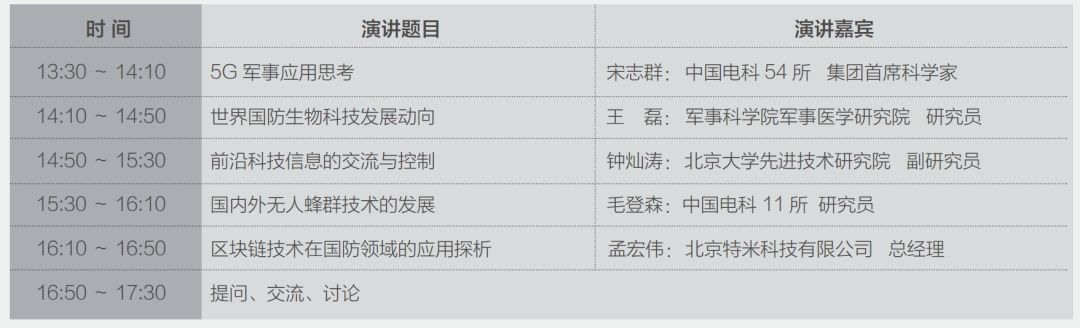 时 间 演讲题目 演讲嘉宾
13:30 ~ 14:10 5G 军事应用思考 宋志群：中国电科 54 所 集团首席科学家
14:10 ~ 14:50 世界国防生物科技发展动向 王 磊：军事科学院军事医学研究院 研究员
14:50 ~ 15:30 前沿科技信息的交流与控制 钟灿涛：北京大学先进技术研究院 副研究员
15:30 ~ 16:10 国内外无人蜂群技术的发展 毛登森：中国电科 11 所 研究员
16:10 ~ 16:50 区块链技术在国防领域的应用探析 孟宏伟：北京特米科技有限公司 总经理
16:50 ~ 17:30 提问、交流、讨论